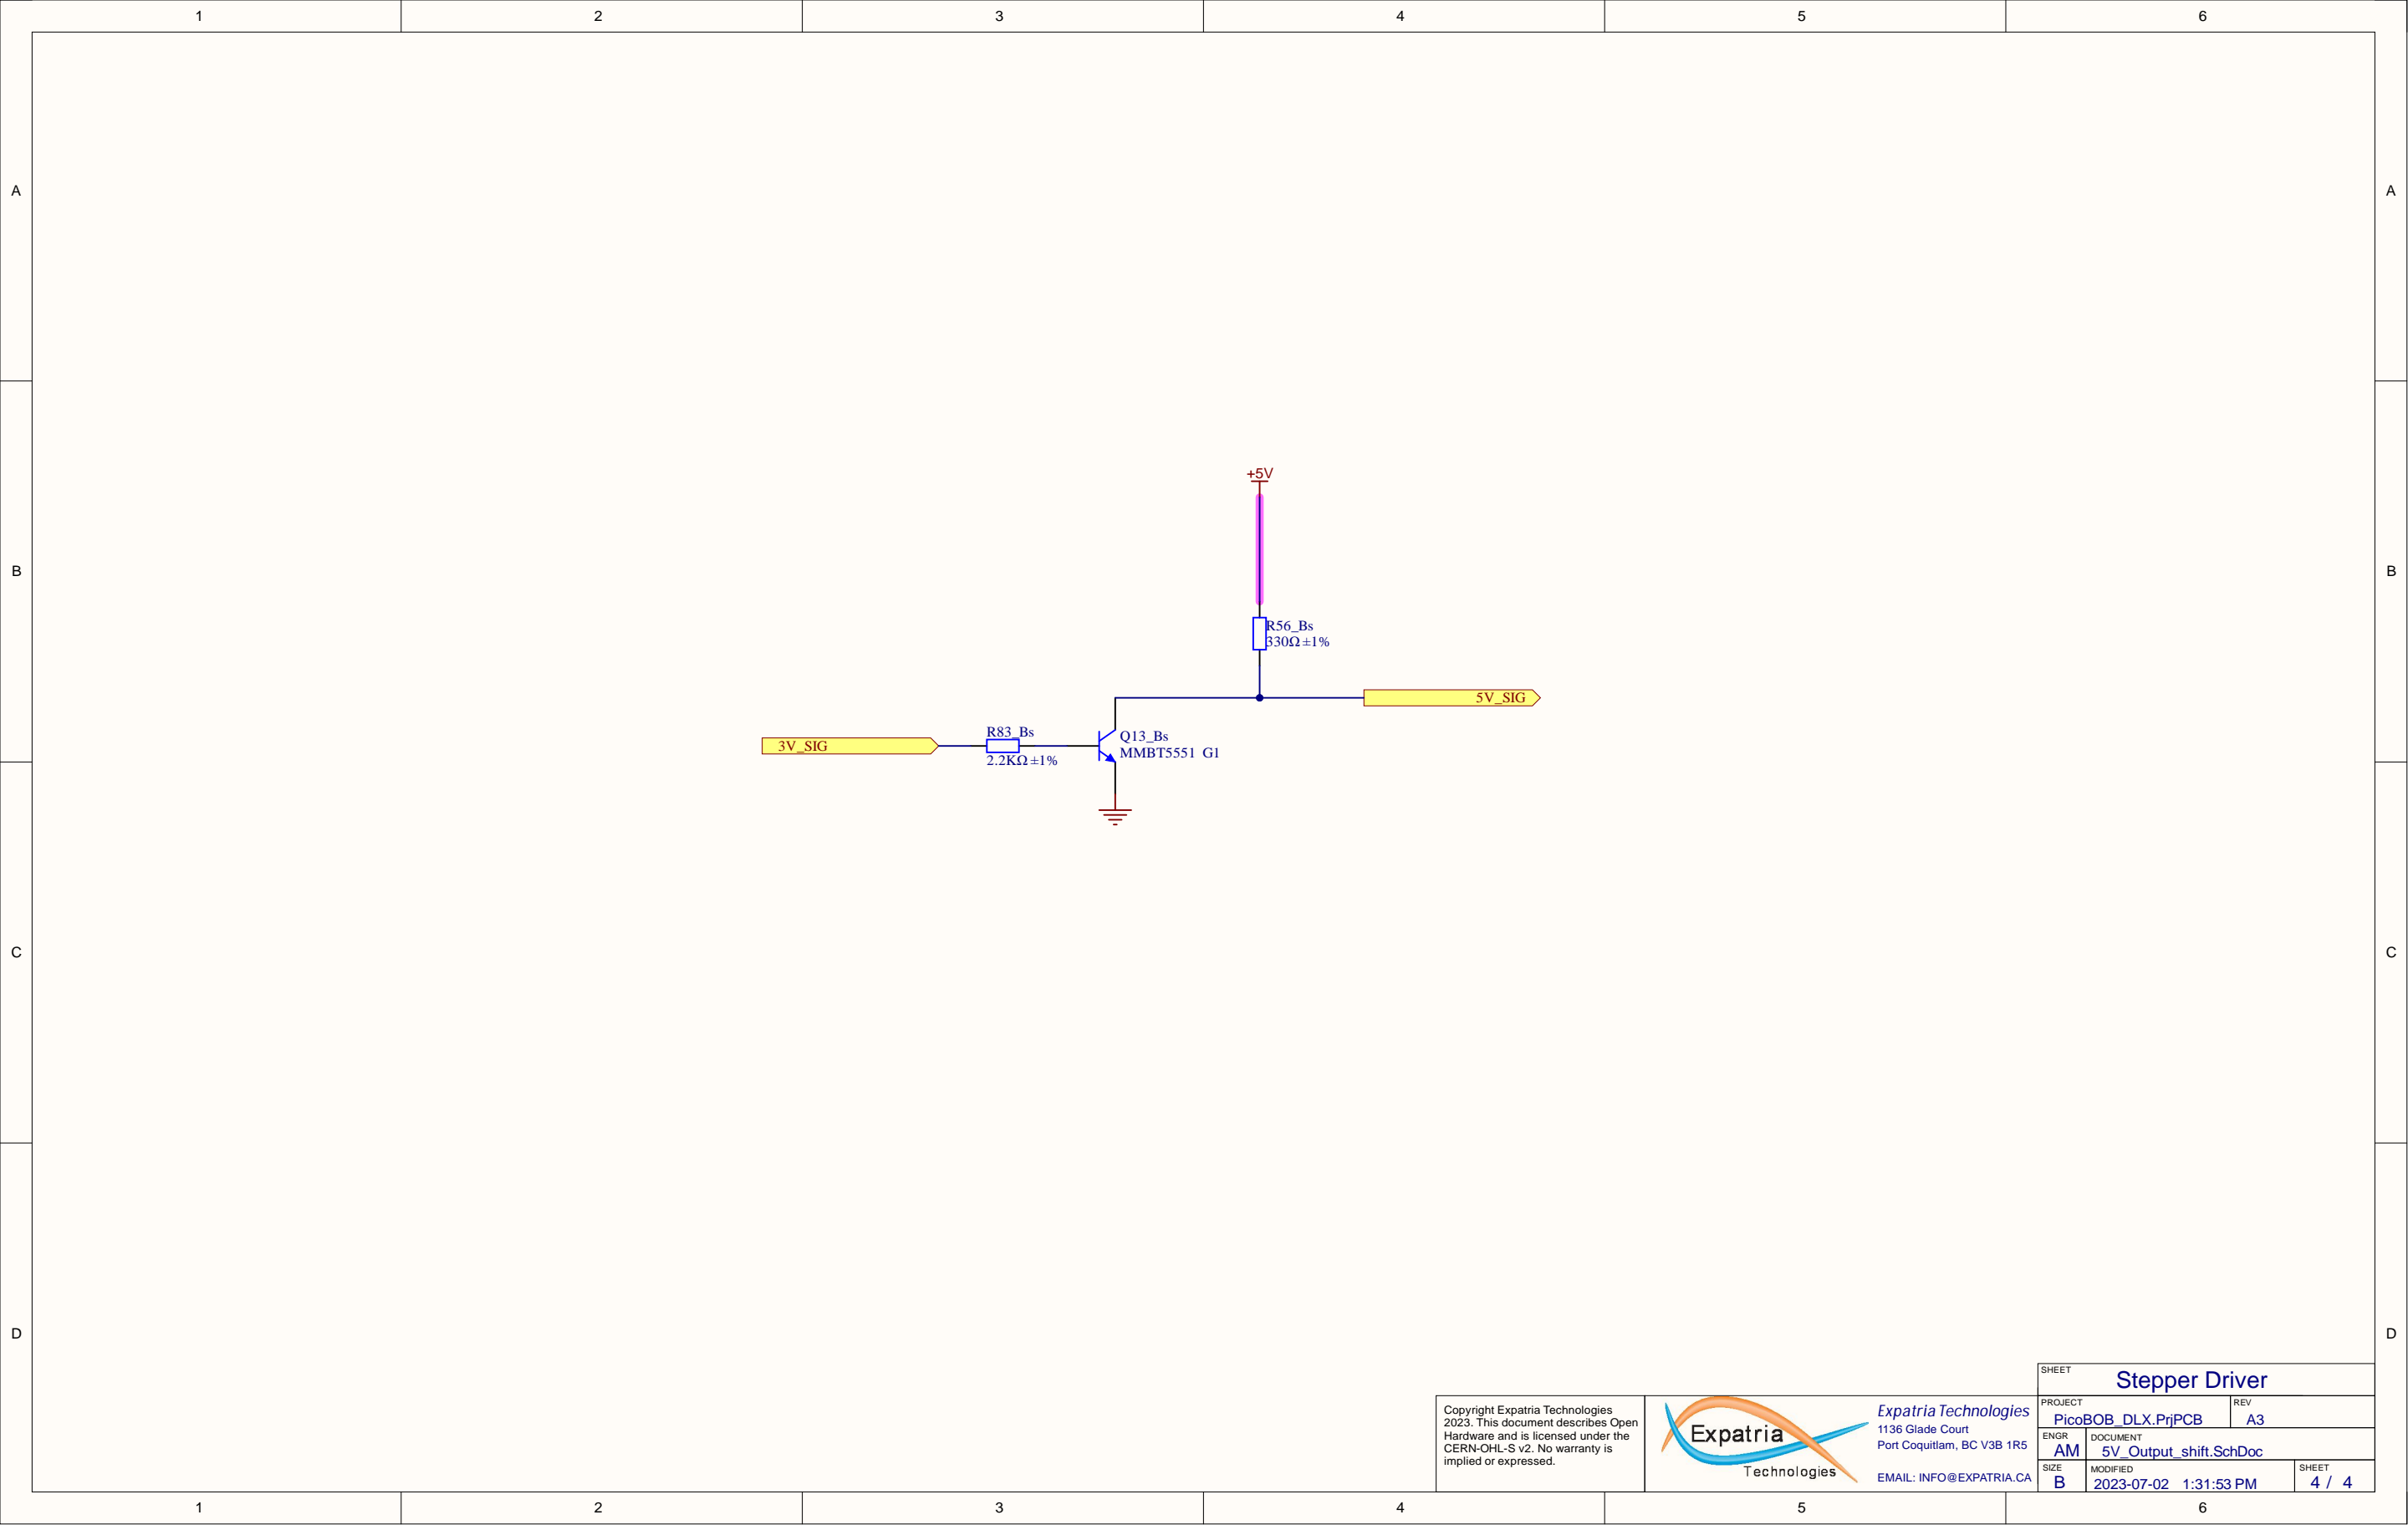 1 2 3 4 5 6
A A
B B
C C
D D
+5V
R56_Bs
330Ω ±1%
5V_SIG
3V_SIG
R83_Bs
2.2KΩ ±1%
Q13_Bs
MMBT5551 G1
Copyright Expatria Technologies
2023. This document describes Open
Hardware and is licensed under the
CERN-OHL-S v2. No warranty is
implied or expressed.
Expatria
Technologies
Expatria Technologies
1136 Glade Court
Port Coquitlam, BC V3B 1R5
EMAIL: INFO@EXPATRIA.CA
SHEET
Stepper Driver
PROJECT
PicoBOB_DLX.PrjPCB
REV
A3
ENGR
AM
DOCUMENT
5V_Output_shift.SchDoc
SIZE
B
MODIFIED
2023-07-02 1:31:53 PM
SHEET
4 / 4
1 2 3 4 5 6